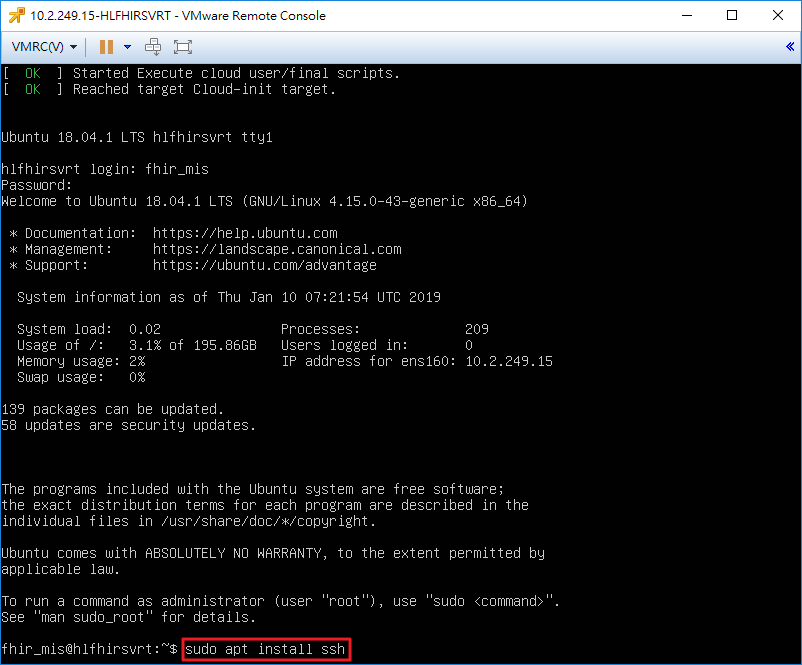 10.2.249.15-HLFHIRSVRT - VMware Remote Console
VMRC(V)
[  OK  ] Started Execute cloud user/final scripts.
[  OK  ] Reached target Cloud-init target.
Ubuntu 18.04.1 LTS hlfhirsvrt tty1
hlfhirsvrt login: fhir_mis
Password:
Welcome to Ubuntu 18.04.1 LTS (GNU/Linux 4.15.0-43-generic x86_64)
 * Documentation:  https://help.ubuntu.com
 * Management:     https://landscape.canonical.com
 * Support:        https://ubuntu.com/advantage
  System information as of Thu Jan 10 07:21:54 UTC 2019
  System load:  0.02               Processes:             209
  Usage of /:   3.1% of 195.86GB   Users logged in:       0
  Memory usage: 2%                 IP address for ens160: 10.2.249.15
  Swap usage:   0%
139 packages can be updated.
58 updates are security updates.
The programs included with the Ubuntu system are free software;
the exact distribution terms for each program are described in the
individual files in /usr/share/doc/*/copyright.
Ubuntu comes with ABSOLUTELY NO WARRANTY, to the extent permitted by
applicable law.
To run a command as administrator (user "root"), use "sudo <command>".
See "man sudo_root" for details.
fhir_mis@hlfhirsvrt:~$ sudo apt install ssh